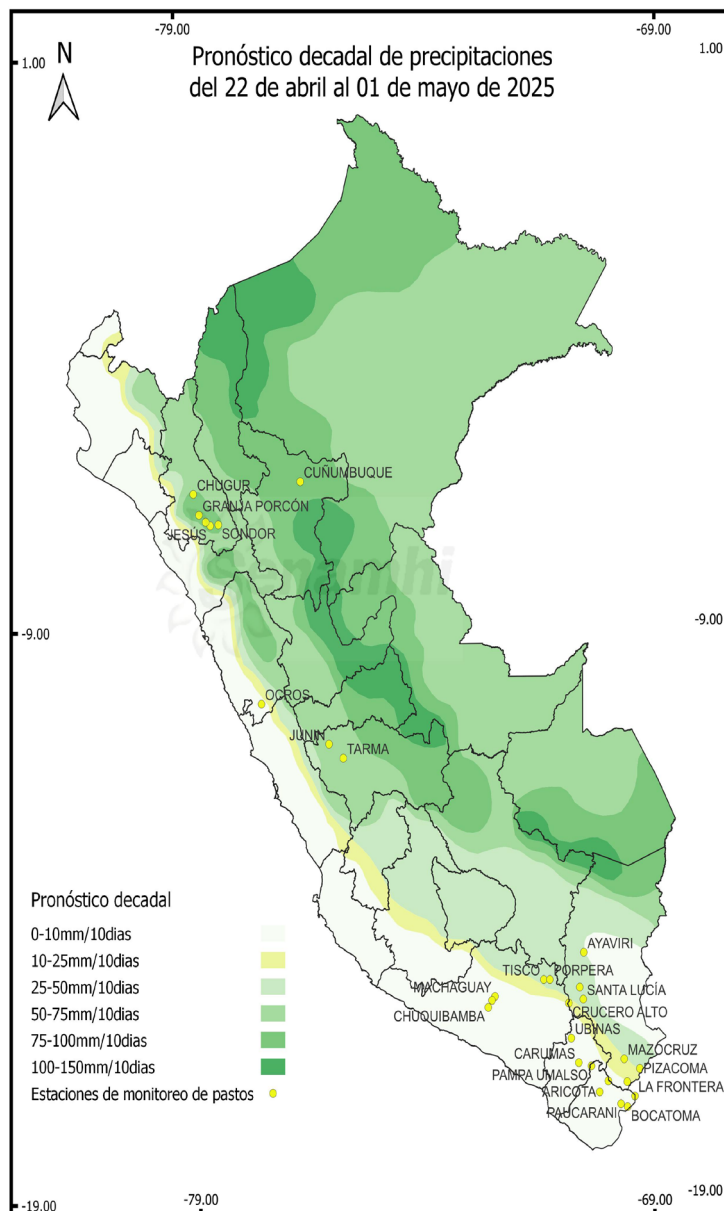 -79.00
-69.00
1.00
1.00
N
Pronóstico decadal de precipitaciones
del 22 de abril al 01 de mayo de 2025
CUÑUMBUQUE
CHUGUR
GRANJA PORCÓN
JESÚS
SONDOR
namhi
-9.00
-9.00
OCROS
JUNIN
TARMA
Pronóstico decadal
0-10mm/10dias
10-25mm/10dias
25-50mm/10dias
50-75mm/10dias
75-100mm/10dias
100-150mm/10dias
Estaciones de monitoreo de pastos
AYAVIRI
TISCO
PORPERA
MACHAGUAY
SANTA LUCÍA
CHUQUIBAMBA
CRUCERO ALTO
UBINAS
CARUMAS
MAZOCRUZ
PAMPA UMALSO
PIZACOMA
ARICOTA
LA FRONTERA
PAUCARANI
BOCATOMA
-19.00
-79.00
-69.00
-19.00